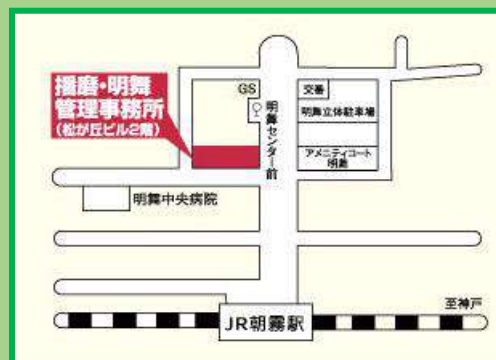 播磨・明舞
管理事務所
(松が丘ビル2階)
GS
明舞センター前
交番
明舞立体駐車場
アメニティコート
明舞
明舞中央病院
至神戸
JR朝霧駅